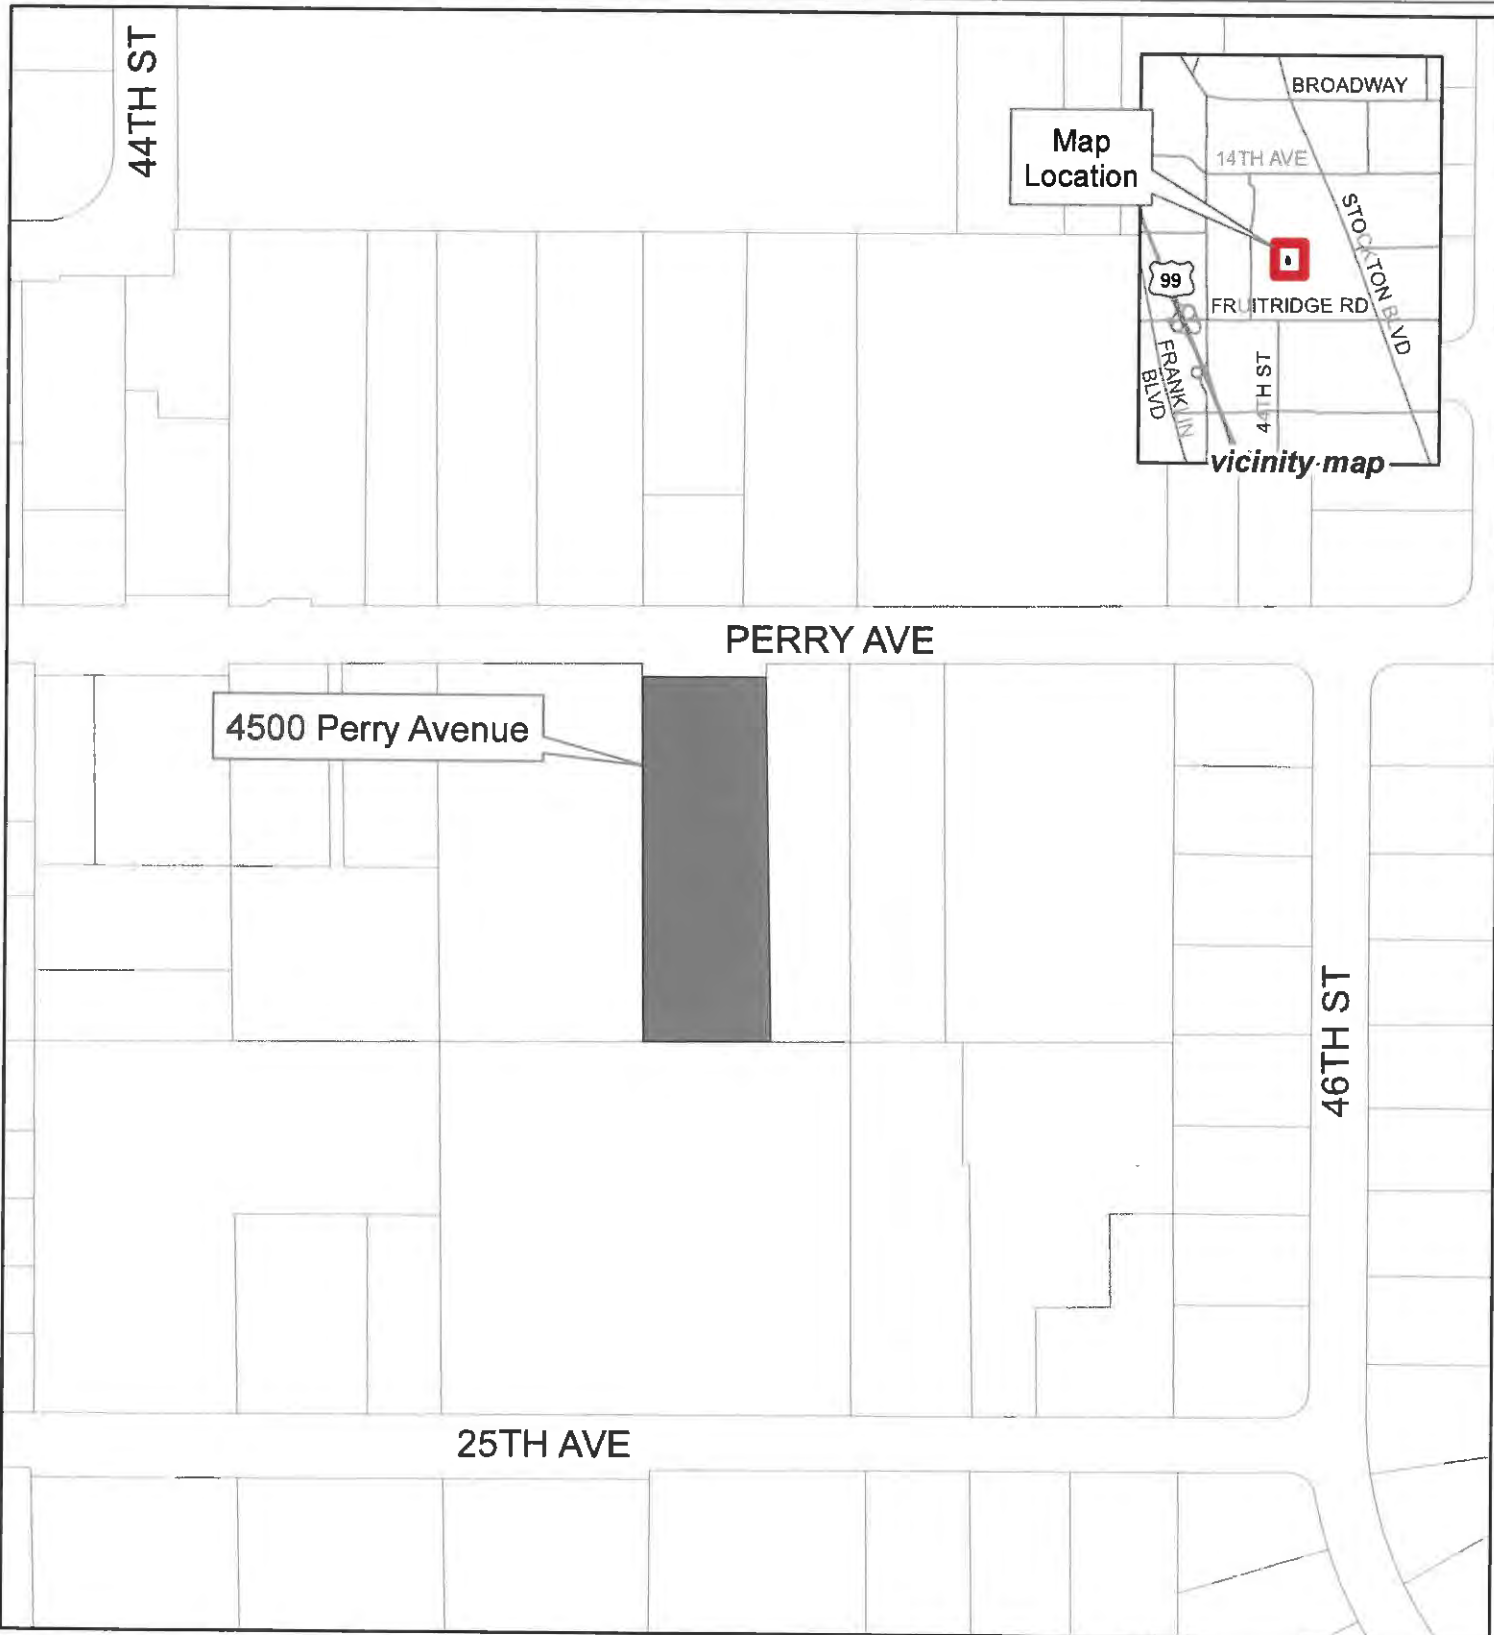 44TH ST
BROADWAY
Map
Location
14TH AVE
STOCKTON BLVD
99
FRUITRIDGE RD
FRANKLIN
BLVD
44TH ST
vicinity map
PERRY AVE
4500 Perry Avenue
46TH ST
25TH AVE